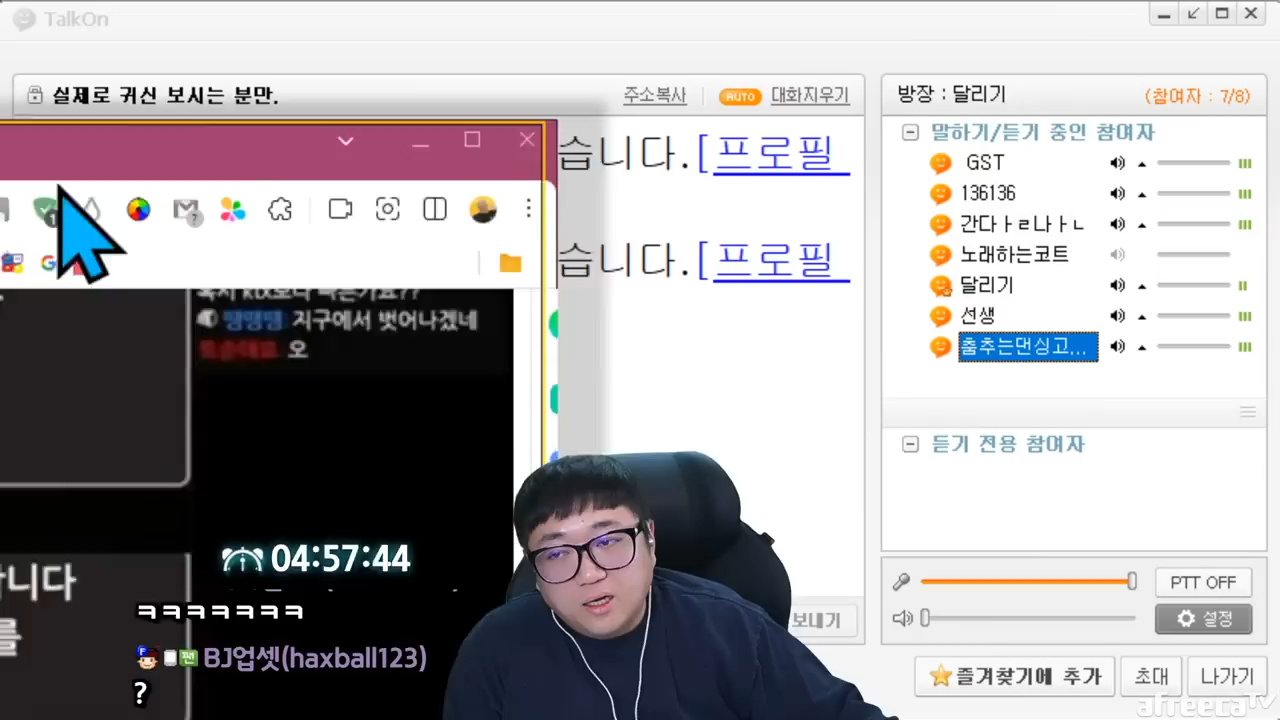 TalkOn
실제로 귀신 보시는 분만.
주소복사
AUTO
대화지우기
방장 : 달리기
(참여자 : 7/8)
말하기/듣기 중인 참여자
GST
136136
간다ㅏㄹ나ㅏㄴ
노래하는코트
달리기
선생
춤추는댄싱고...
습니다.[프로필
습니다.[프로필
지구에서 벗어나겠네
오
듣기 전용 참여자
04:57:44
니다
를
ㅋㅋㅋㅋㅋㅋㅋ
BJ업셋(haxball123)
?
보내기
PTT OFF
설정
즐겨찾기에 추가
초대
나가기
afreecaTV